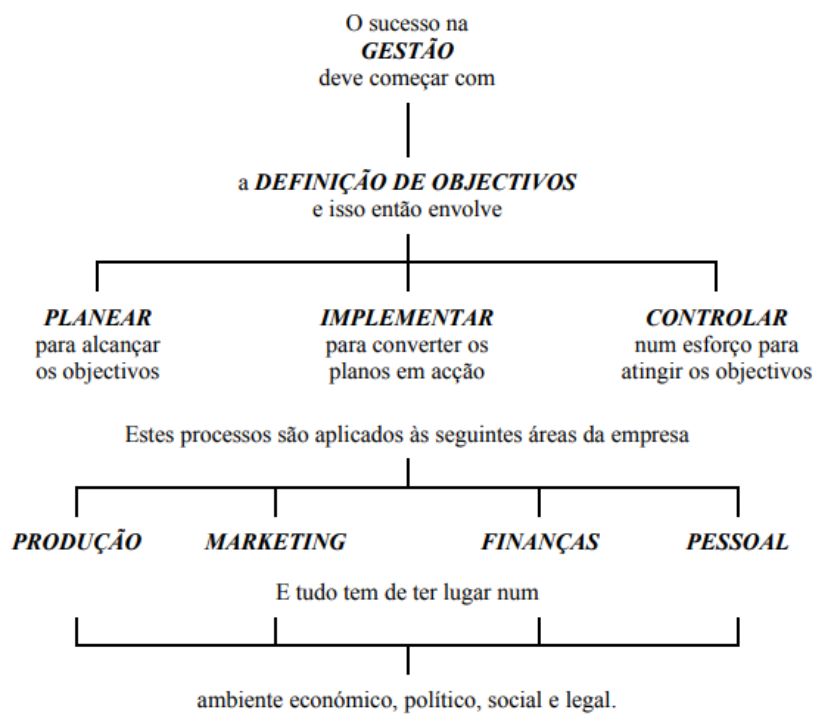 O sucesso na
GESTÃO
deve começar com
a DEFINIÇÃO DE OBJECTIVOS
e isso então envolve
PLANEAR IMPLEMENTAR CONTROLAR
para alcançar para converter os num esforço para
os objectivos planos em acção atingir os objectivos
Estes processos são aplicados às seguintes áreas da empresa
PRODUÇÃO MARKETING FINANÇAS PESSOAL
E tudo tem de ter lugar num
ambiente económico, político, social e legal.